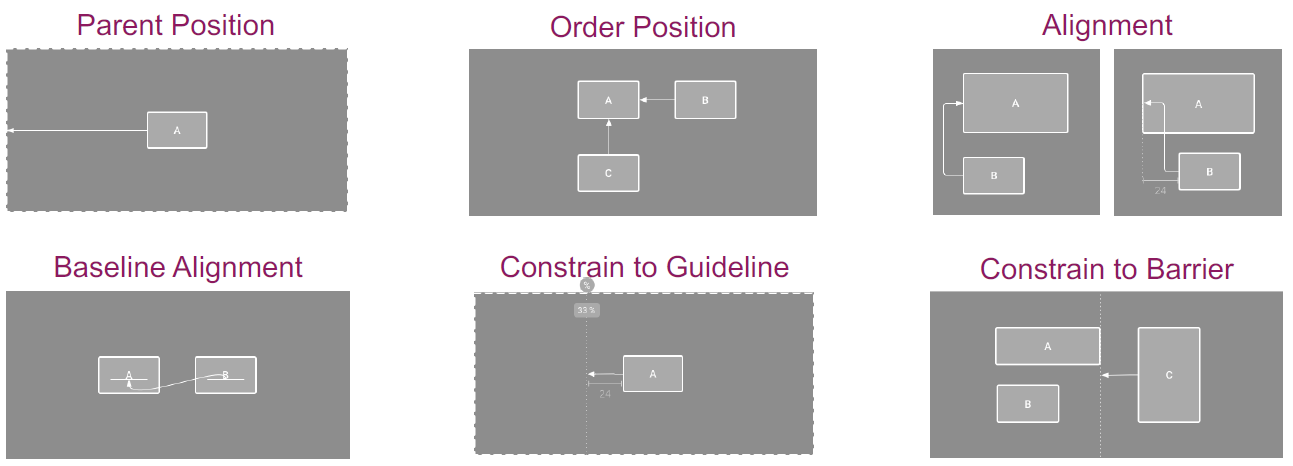 Parent Position
Order Position
Alignment
A
A
B
C
A
B
A
B
24
Baseline Alignment
Constrain to Guideline
Constrain to Barrier
A
B
%
33 %
A
24
A
B
C